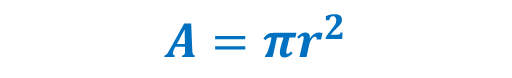 A = πr²